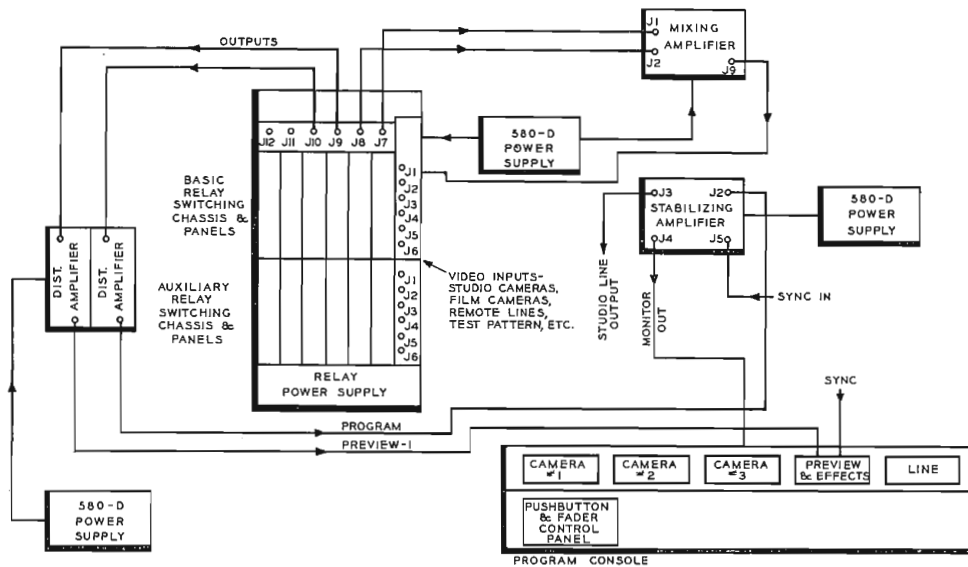 OUTPUTS
J1
MIXING
AMPLIFIER
J2
J9
J12
J11
J10
J9
J8
J7
580-D
POWER
SUPPLY
J1
J2
J3
J4
J5
J6
BASIC
RELAY
SWITCHING
CHASSIS &
PANELS
J3
J2
STABILIZING
AMPLIFIER
J4
J5
580-D
POWER
SUPPLY
DIST.
AMPLIFIER
DIST.
AMPLIFIER
AUXILIARY
RELAY
SWITCHING
CHASSIS &
PANELS
J1
J2
J3
J4
J5
J6
VIDEO INPUTS-
STUDIO CAMERAS,
FILM CAMERAS,
REMOTE LINES,
TEST PATTERN, ETC.
STUDIO LINE
OUTPUT
MONITOR
OUT
SYNC IN
RELAY
POWER SUPPLY
SYNC
PROGRAM
PREVIEW-1
580-D
POWER
SUPPLY
CAMERA
#1
CAMERA
#2
CAMERA
#3
PREVIEW
& EFFECTS
LINE
PUSHBUTTON
& FADER
CONTROL
PANEL
PROGRAM CONSOLE